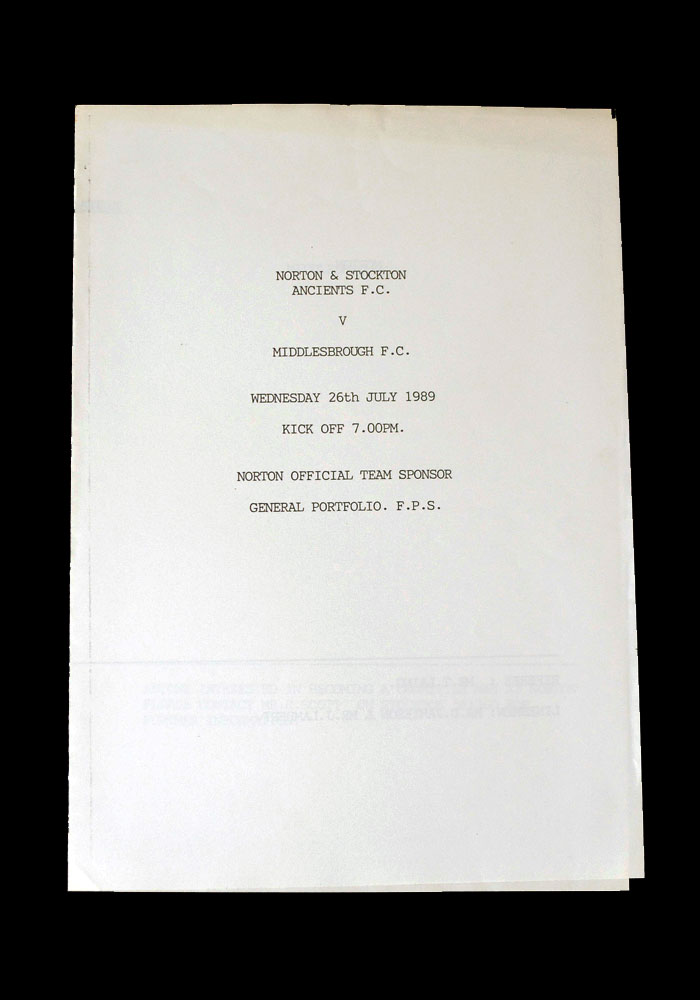 NORTON & STOCKTON
ANCIENTS F.C.
V
MIDDLESBROUGH F.C.
WEDNESDAY 26th JULY 1989
KICK OFF 7.00PM.
NORTON OFFICIAL TEAM SPONSOR
GENERAL PORTFOLIO. F.P.S.